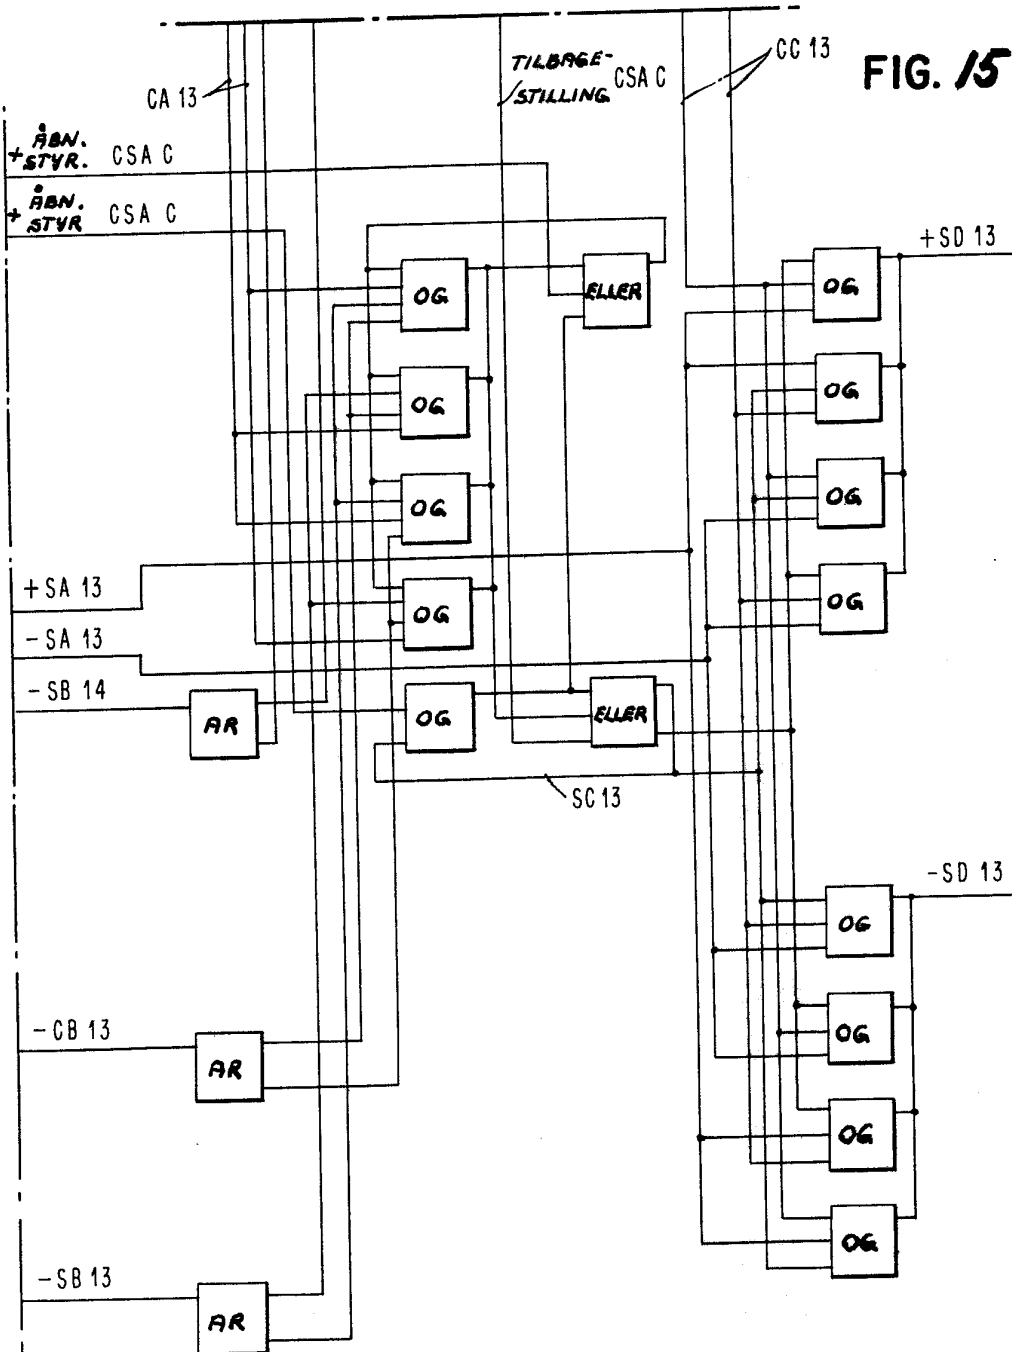 FIG. 15
CC 13
TILBAGE-
STILLING CSA C
CA 13
+ ÅBN.
STYR. CSA C
+ ÅBN.
STYR CSA C
+SD 13
OG
ELLER
OG
OG
OG
OG
OG
OG
OG
+SA 13
-SA 13
-SB 14
AR
OG
ELLER
SC 13
-SD 13
OG
OG
-CB 13
AR
OG
OG
-SB 13
AR